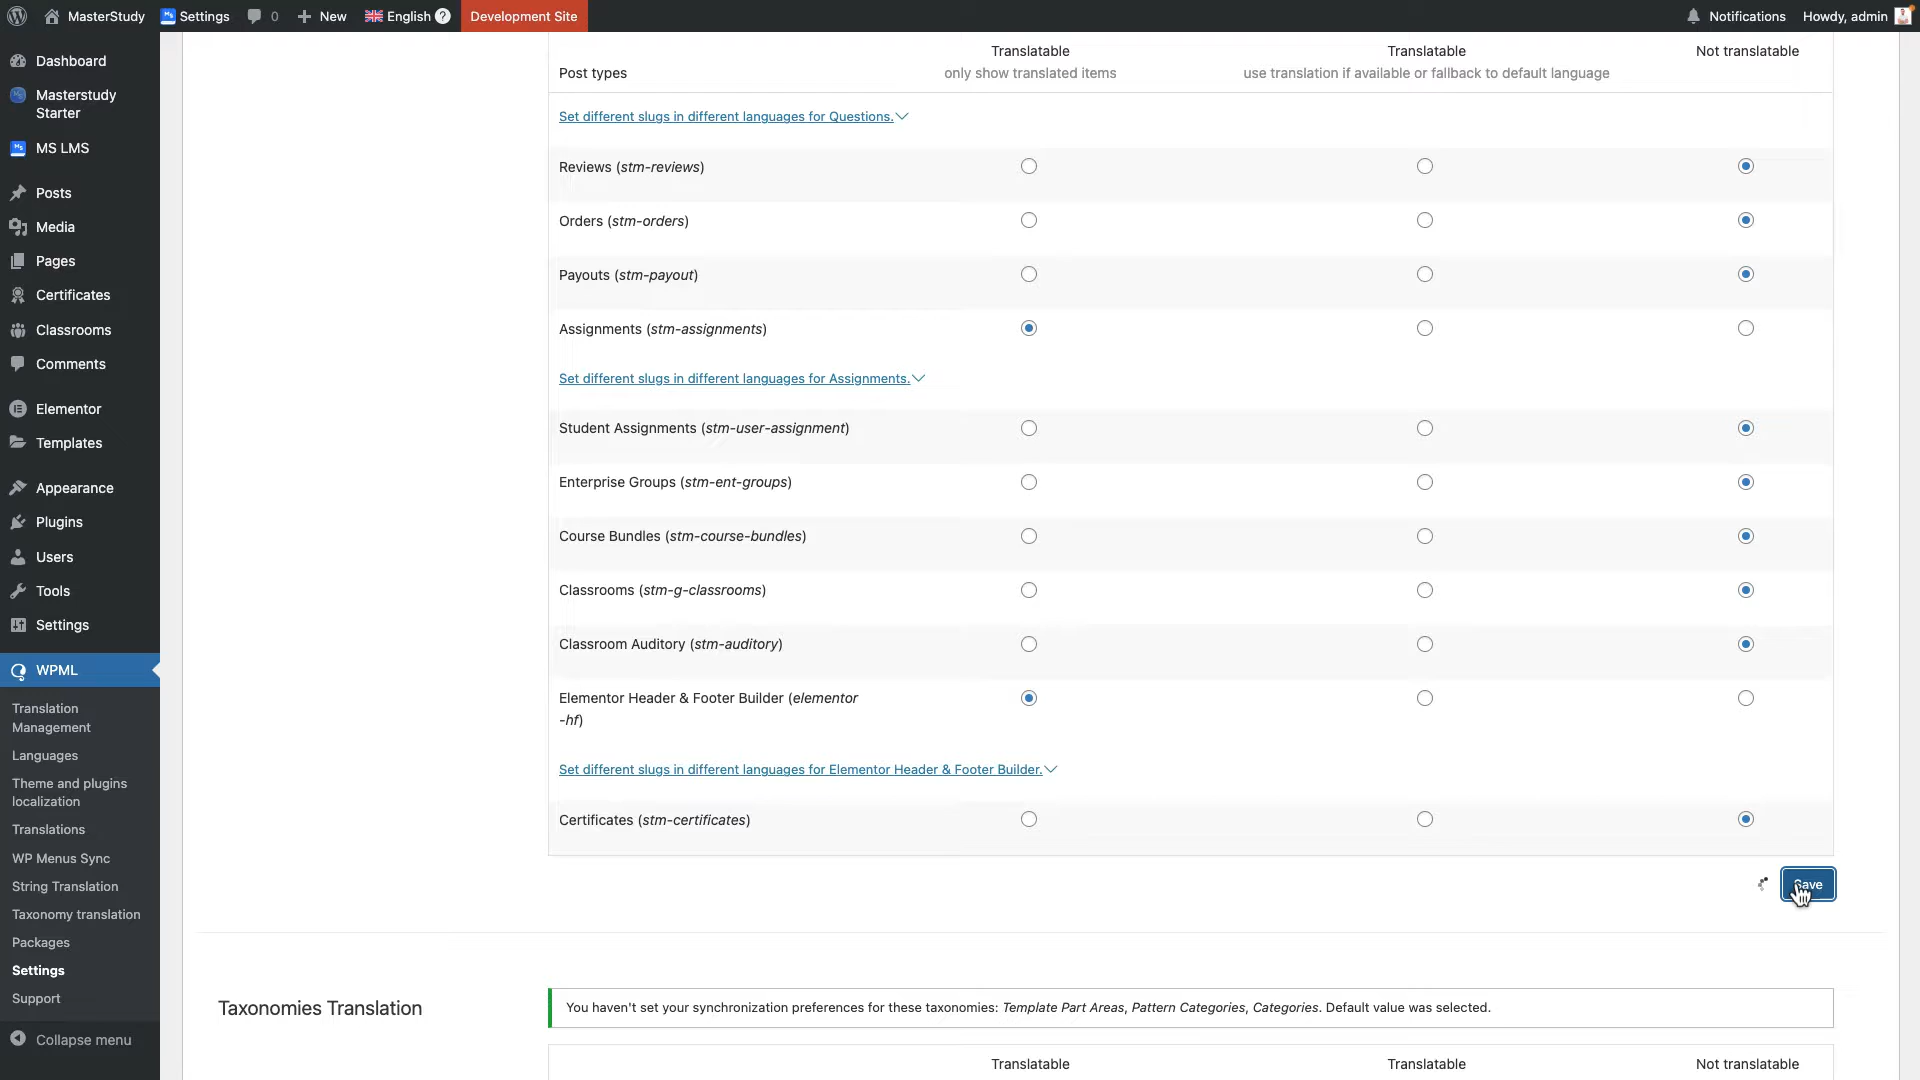 MasterStudy
Settings
0
New
English
Development Site
Notifications
Howdy, admin
Dashboard
Masterstudy
Starter
MS LMS
Posts
Media
Pages
Certificates
Classrooms
Comments
Elementor
Templates
Appearance
Plugins
Users
Tools
Settings
WPML
Translation
Management
Languages
Theme and plugins
localization
Translations
WP Menus Sync
String Translation
Taxonomy translation
Packages
Settings
Support
Collapse menu
Translatable
Translatable
Not translatable
Post types
only show translated items
use translation if available or fallback to default language
Set different slugs in different languages for Questions.
Reviews (stm-reviews)
Orders (stm-orders)
Payouts (stm-payout)
Assignments (stm-assignments)
Set different slugs in different languages for Assignments.
Student Assignments (stm-user-assignment)
Enterprise Groups (stm-ent-groups)
Course Bundles (stm-course-bundles)
Classrooms (stm-g-classrooms)
Classroom Auditory (stm-auditory)
Elementor Header & Footer Builder (elementor
-hf)
Set different slugs in different languages for Elementor Header & Footer Builder.
Certificates (stm-certificates)
Save
Taxonomies Translation
You haven't set your synchronization preferences for these taxonomies: Template Part Areas, Pattern Categories, Categories. Default value was selected.
Translatable
Translatable
Not translatable